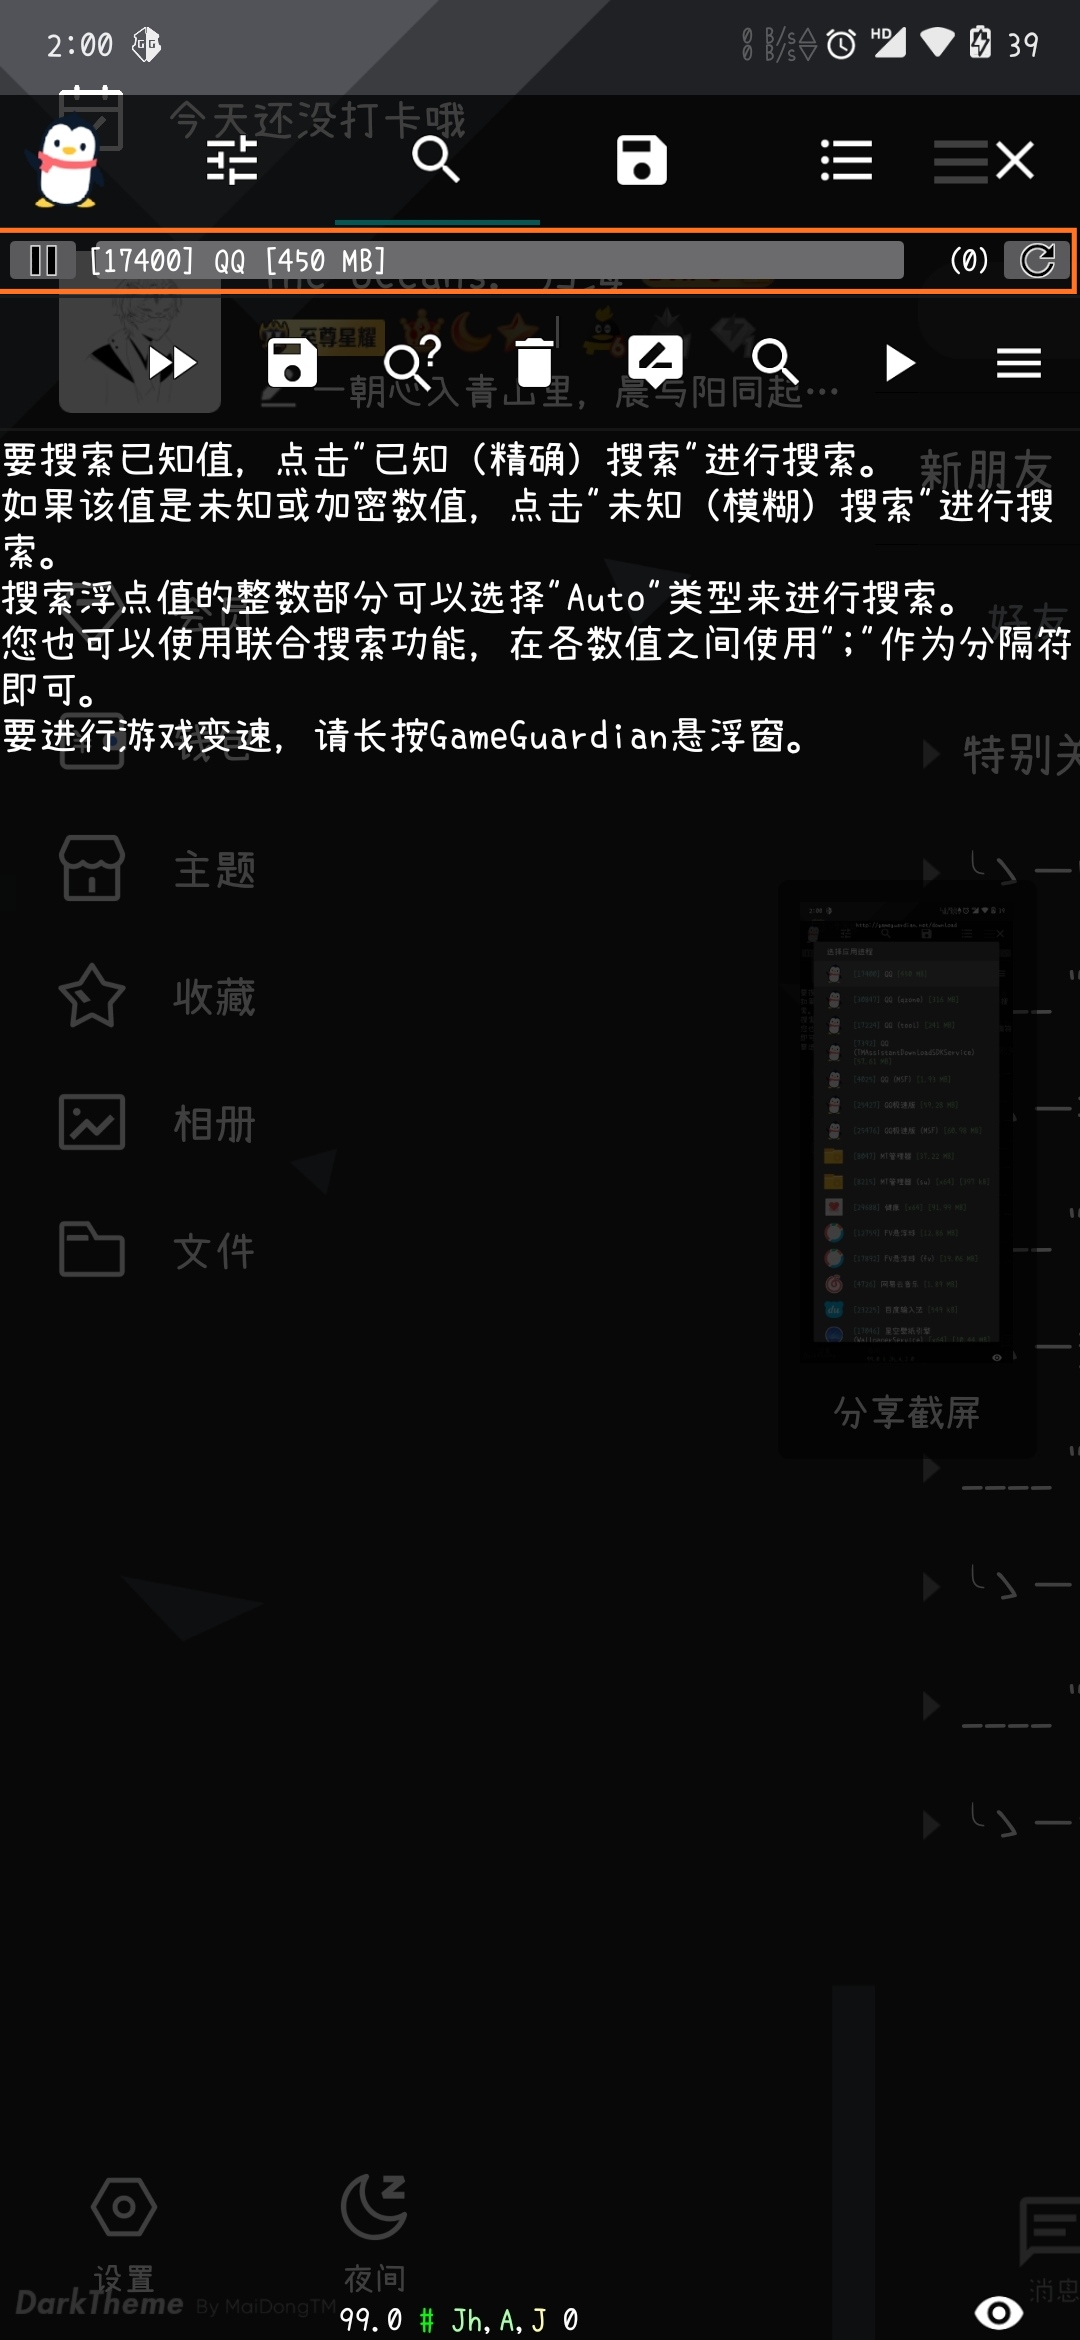 2:00
0 B/s
0 B/s
HD
39
今天还没打卡哦
[17400] QQ [450 MB]
(0)
至尊星耀
一朝心入青山里，晨与阳同起…
要搜索已知值，点击"已知（精确）搜索"进行搜索。
新朋友
如果该值是未知或加密数值，点击"未知（模糊）搜索"进行搜
索。
搜索浮点值的整数部分可以选择"Auto"类型来进行搜索。
好友
您也可以使用联合搜索功能，在各数值之间使用";"作为分隔符
即可。
要进行游戏变速，请长按GameGuardian悬浮窗。
钱包
特别关
主题
收藏
相册
文件
分享截屏
设置
夜间
消息
DarkTheme By MaiDongTM
99.0 # Jh,A,J 0